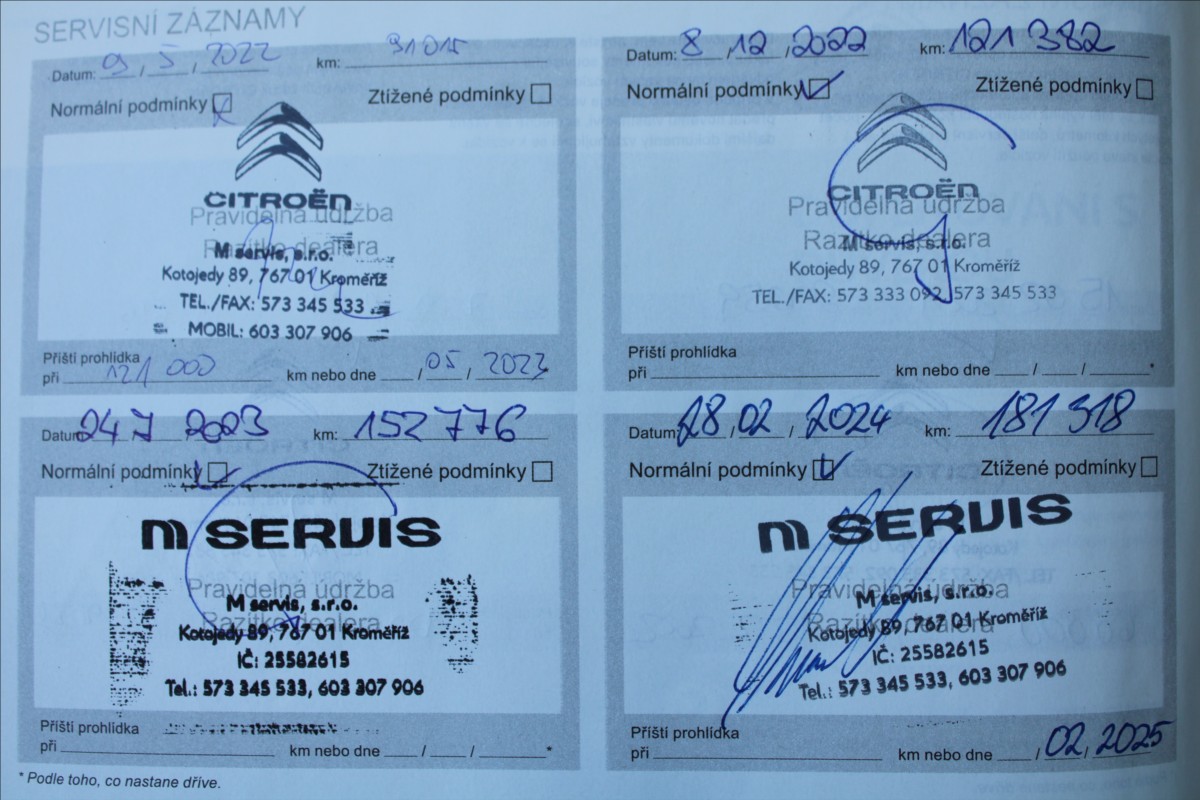 SERVISNÍ ZÁZNAMY
Datum: 9 / 5 / 2022 km: 91015
Normální podmínky Ztížené podmínky
CITROËN
Pravidelná údržba
Razítko dealera
M servis, s.r.o.
Kotojedy 89, 767 01 Kroměříž
TEL./FAX: 573 345 533
MOBIL: 603 307 906
Příští prohlídka
při 121 000 km nebo dne / 05 / 2023
Datum: 8 / 12 / 2022 km: 121 382
Normální podmínky Ztížené podmínky
CITROËN
Pravidelná údržba
Razítko dealera
M servis, s.r.o.
Kotojedy 89, 767 01 Kroměříž
TEL./FAX: 573 333 092, 573 345 533
Příští prohlídka
při km nebo dne / / *
Datum: 24 7 2023 km: 152 776
Normální podmínky Ztížené podmínky
M SERVIS
Pravidelná údržba
Razítko dealera
M servis, s.r.o.
Kotojedy 89, 767 01 Kroměříž
IČ: 25582615
Tel.: 573 345 533, 603 307 906
Příští prohlídka
při km nebo dne / / *
Datum: 28 / 02 / 2024 km: 181 318
Normální podmínky Ztížené podmínky
M SERVIS
Pravidelná údržba
Razítko dealera
M servis, s.r.o.
Kotojedy 89, 767 01 Kroměříž
IČ: 25582615
Tel.: 573 345 533, 603 307 906
Příští prohlídka
při km nebo dne / 02 / 2025
* Podle toho, co nastane dříve.